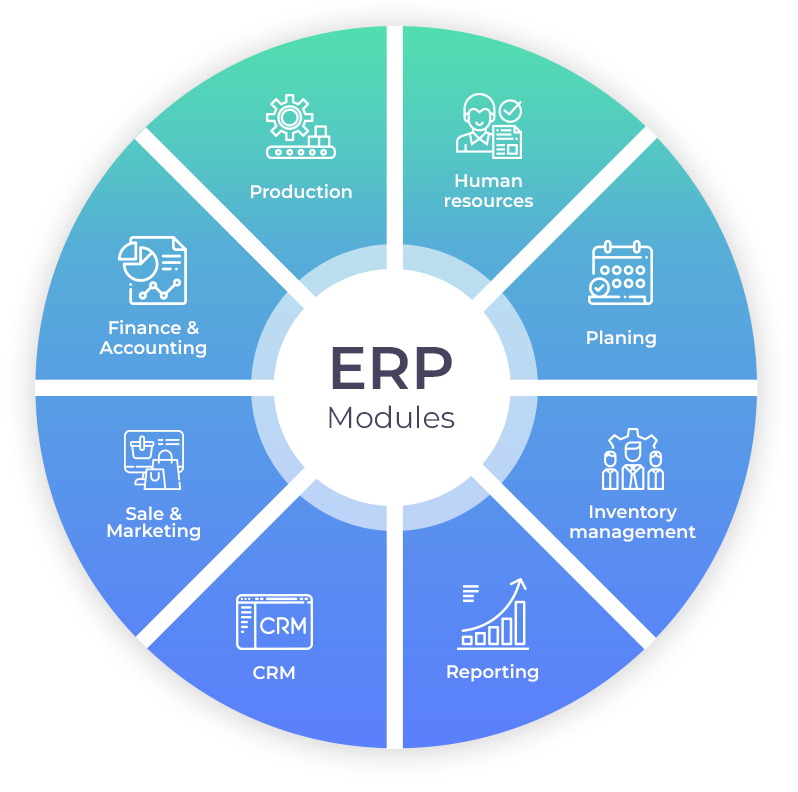 ERP
Modules
Production
Human
resources
Planing
Inventory
management
Reporting
CRM
CRM
Sale &
Marketing
Finance &
Accounting